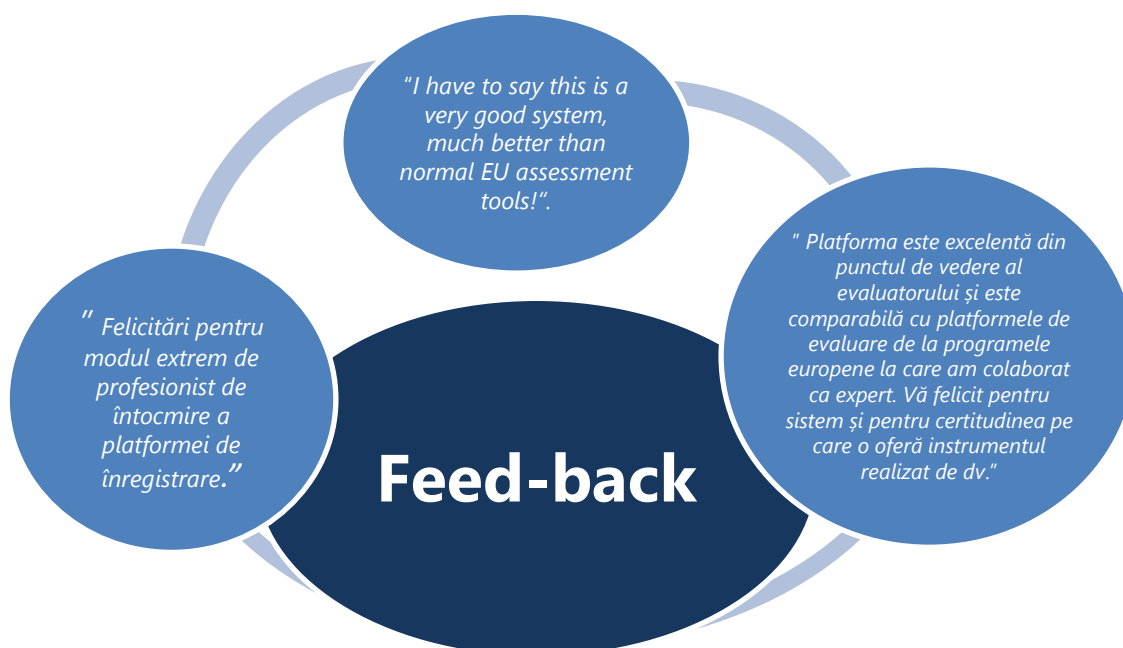 "I have to say this is a
very good system,
much better than
normal EU assessment
tools!".
" Felicitări pentru
modul extrem de
profesionist de
întocmire a
platformei de
înregistrare."
" Platforma este excelentă din
punctul de vedere al
evaluatorului și este
comparabilă cu platformele de
evaluare de la programele
europene la care am colaborat
ca expert. Vă felicit pentru
sistem și pentru certitudinea pe
care o oferă instrumentul
realizat de dv."
Feed-back